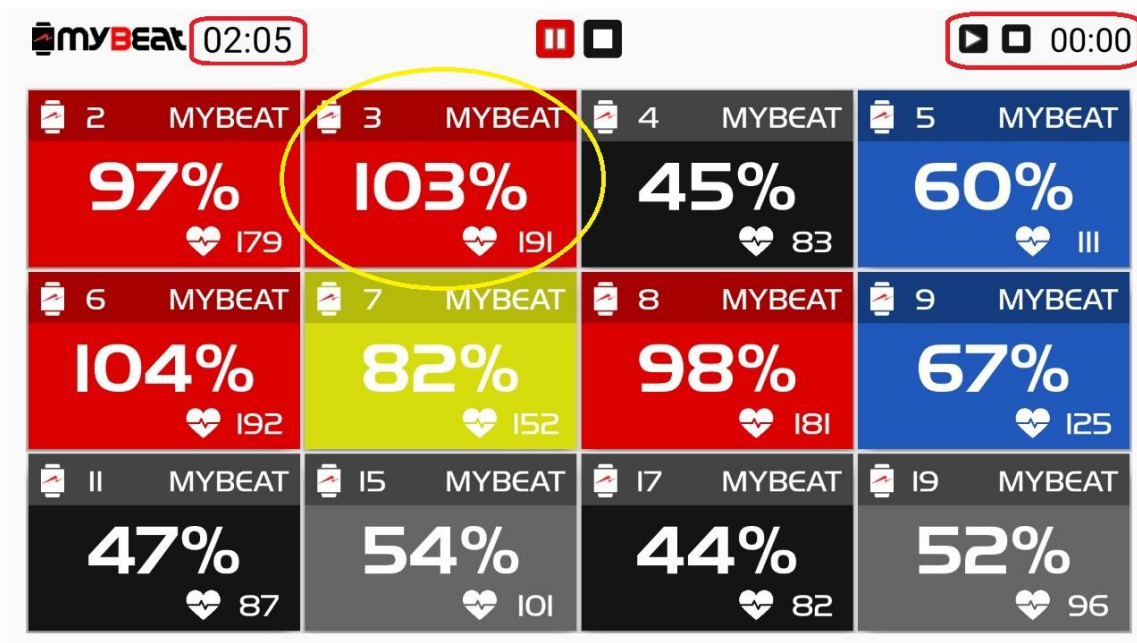 myBEAt 02:05 00:00
2 MYBEAT 3 MYBEAT 4 MYBEAT 5 MYBEAT
97% 103% 45% 60%
179 191 83 111
6 MYBEAT 7 MYBEAT 8 MYBEAT 9 MYBEAT
104% 82% 98% 67%
192 152 181 125
11 MYBEAT 15 MYBEAT 17 MYBEAT 19 MYBEAT
47% 54% 44% 52%
87 101 82 96